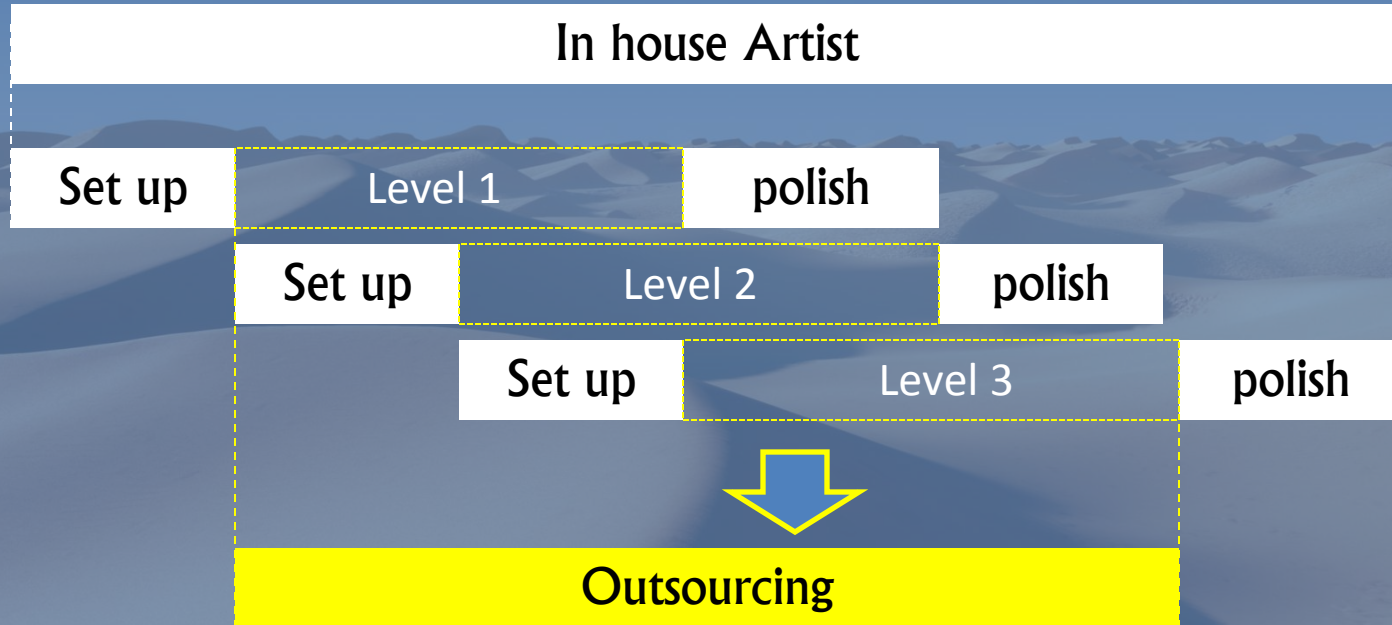 In house Artist
Set up Level 1 polish
Set up Level 2 polish
Set up Level 3 polish
Outsourcing